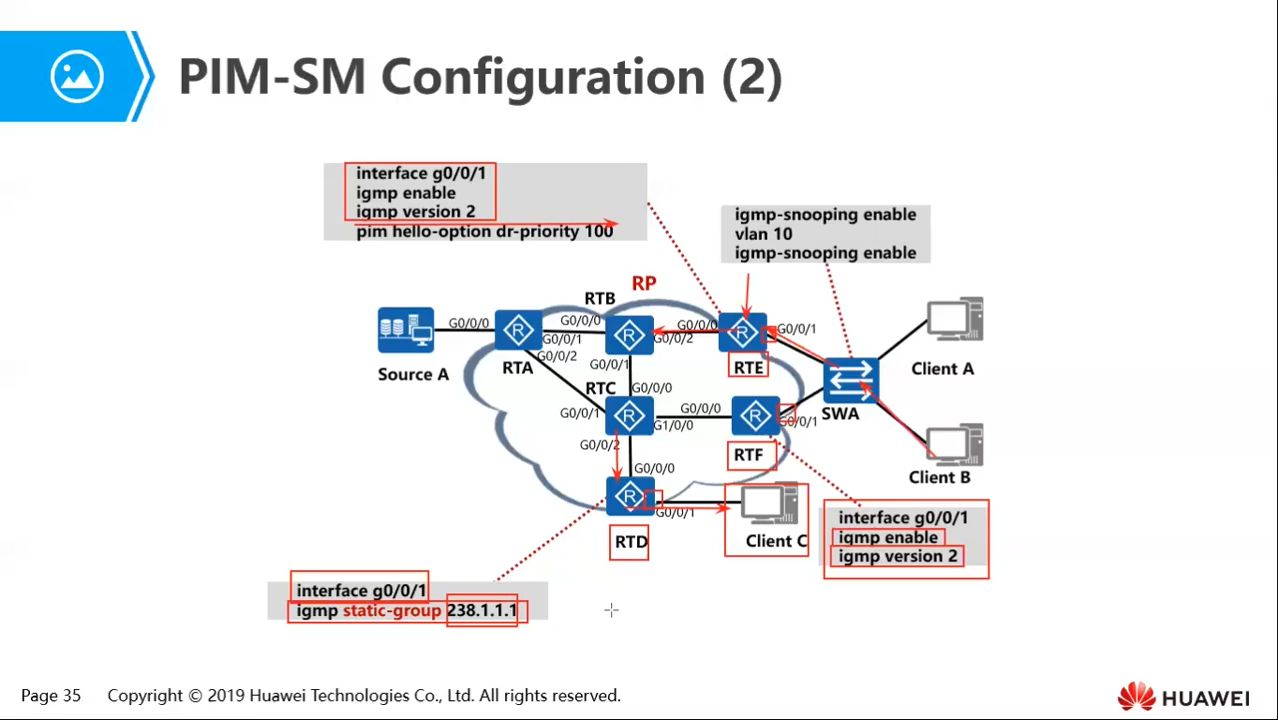 PIM-SM Configuration (2)
interface g0/0/1
igmp enable
igmp version 2
pim hello-option dr-priority 100
igmp-snooping enable
vlan 10
igmp-snooping enable
RP
RTB
G0/0/0
G0/0/0
G0/0/0
G0/0/1
G0/0/1
G0/0/2
G0/0/2
G0/0/1
RTA
RTE
Source A
Client A
RTC
G0/0/0
G0/0/1
G0/0/0
G1/0/0
G0/0/1
SWA
G0/0/2
RTF
G0/0/0
Client B
G0/0/1
RTD
Client C
interface g0/0/1
igmp enable
igmp version 2
interface g0/0/1
igmp static-group 238.1.1.1
Page 35
Copyright © 2019 Huawei Technologies Co., Ltd. All rights reserved.
HUAWEI
R
R
R
R
R
R